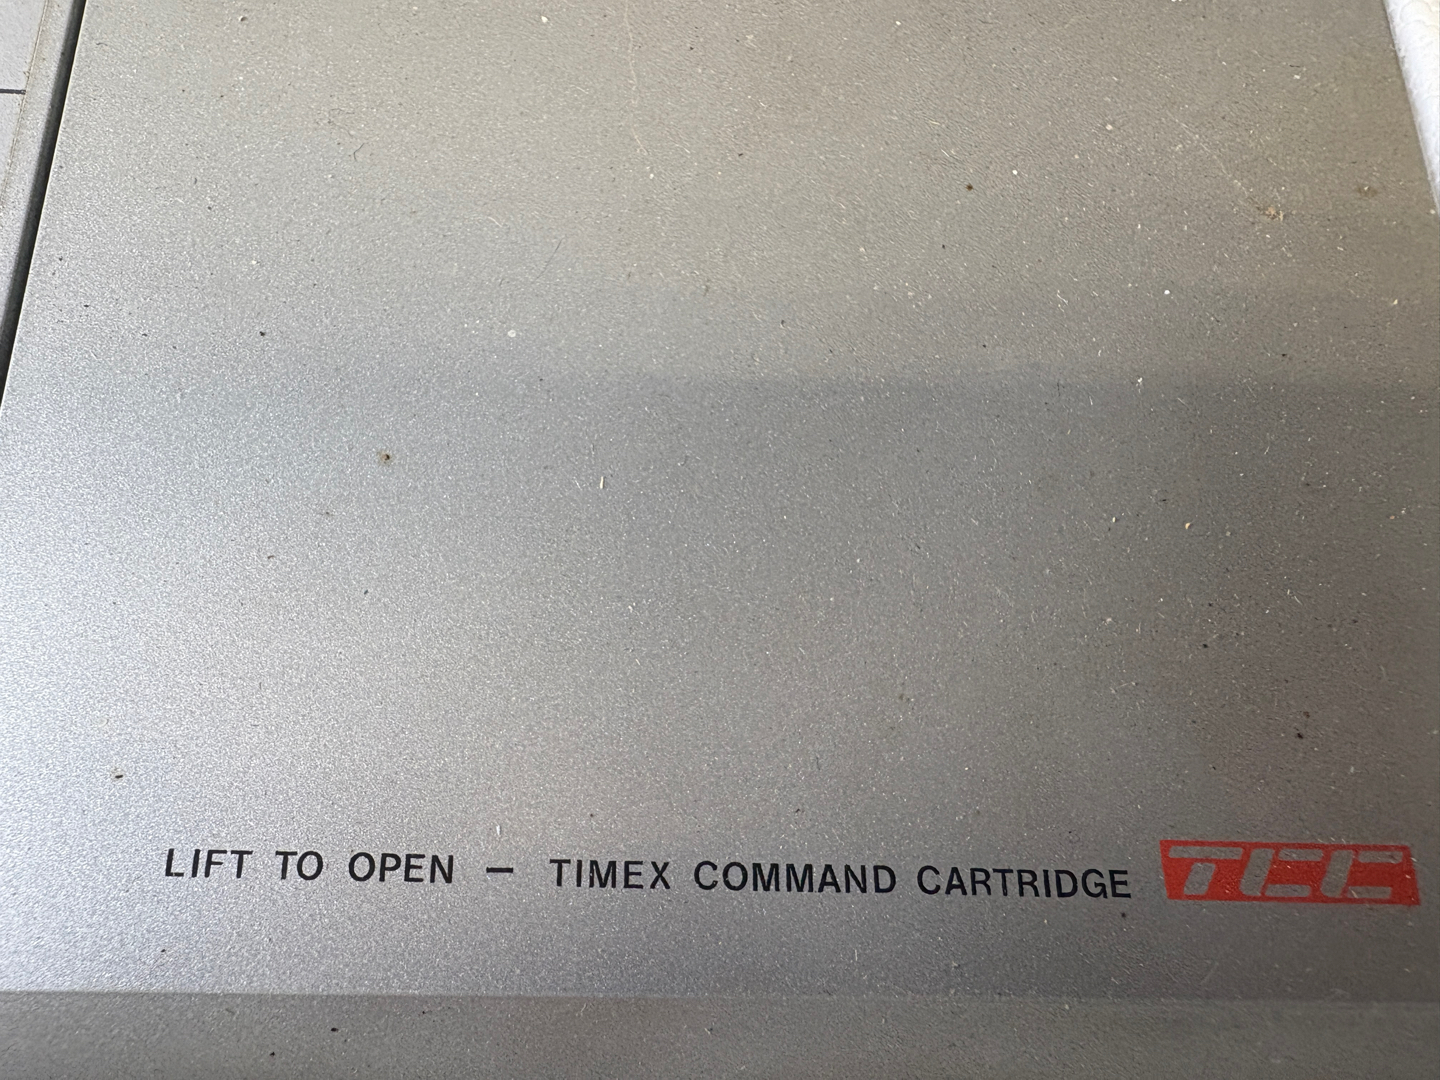 LIFT TO OPEN — TIMEX COMMAND CARTRIDGE TCC